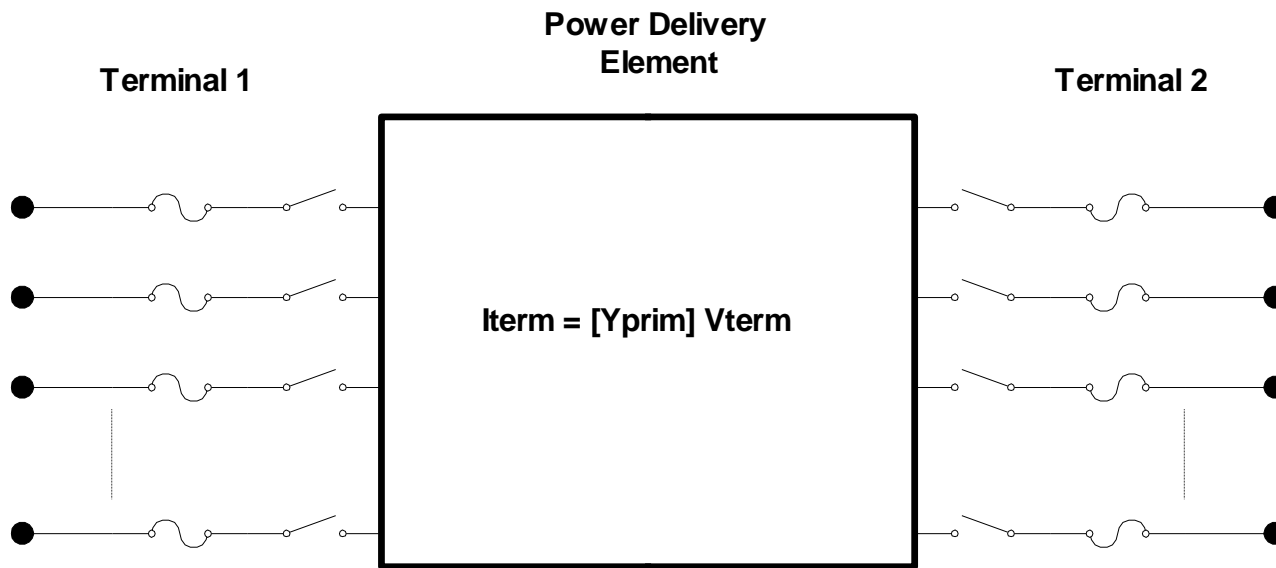 Power Delivery
Element
Terminal 1
Terminal 2
Iterm = [Yprim] Vterm